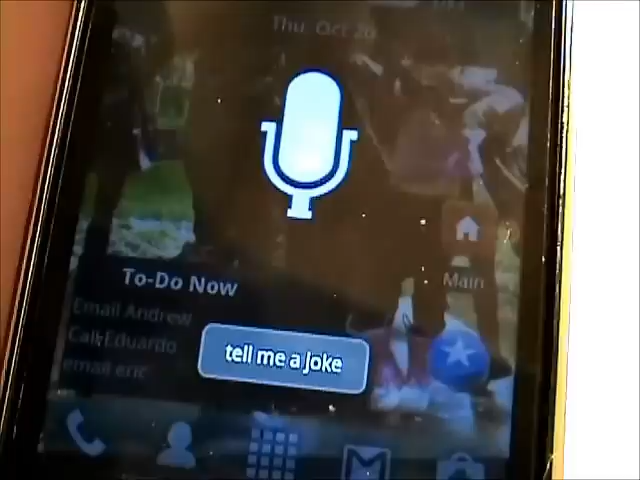 Thu, Oct 20
To-Do Now
Main
Email Andrew
Call Eduardo
email eric
tell me a joke